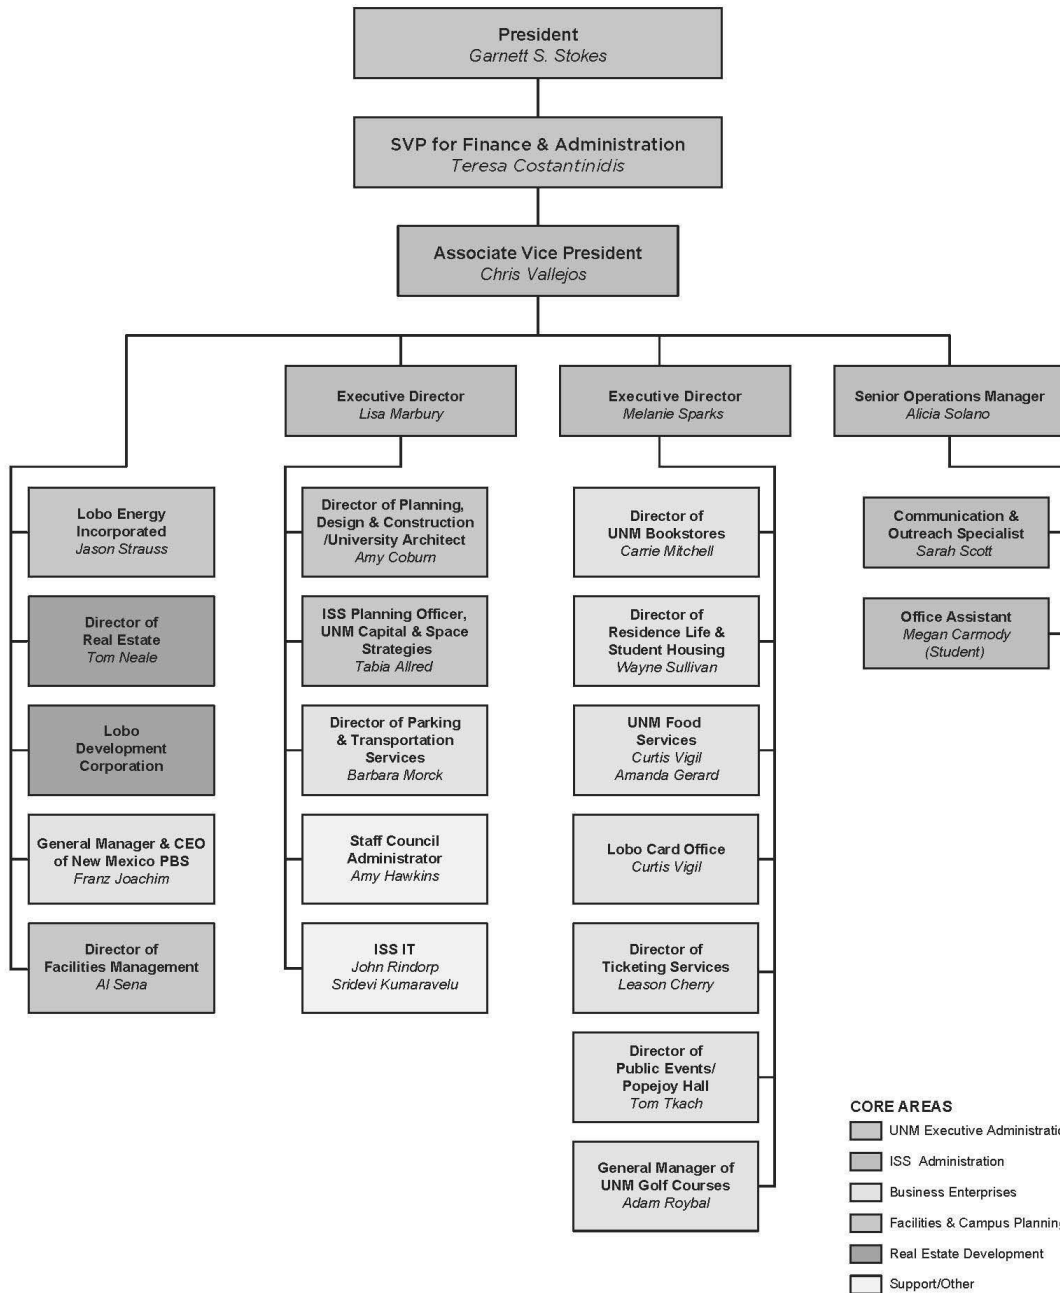 President
Garnett S. Stokes
SVP for Finance & Administration
Teresa Costantinidis
Associate Vice President
Chris Vallejos
Executive Director
Lisa Marbury
Executive Director
Melanie Sparks
Senior Operations Manager
Alicia Solano
Lobo Energy
Incorporated
Jason Strauss
Director of
Real Estate
Tom Neale
Lobo
Development
Corporation
General Manager & CEO
of New Mexico PBS
Franz Joachim
Director of
Facilities Management
Al Sena
Director of Planning,
Design & Construction
/University Architect
Amy Coburn
ISS Planning Officer,
UNM Capital & Space
Strategies
Tabia Allred
Director of Parking
& Transportation
Services
Barbara Morck
Staff Council
Administrator
Amy Hawkins
ISS IT
John Rindorp
Sridevi Kumaravelu
Director of
UNM Bookstores
Carrie Mitchell
Director of
Residence Life &
Student Housing
Wayne Sullivan
UNM Food
Services
Curtis Vigil
Amanda Gerard
Lobo Card Office
Curtis Vigil
Director of
Ticketing Services
Leason Cherry
Director of
Public Events/
Popejoy Hall
Tom Tkach
General Manager of
UNM Golf Courses
Adam Roybal
Communication &
Outreach Specialist
Sarah Scott
Office Assistant
Megan Carmody
(Student)
CORE AREAS
UNM Executive Administratio
ISS Administration
Business Enterprises
Facilities & Campus Planning
Real Estate Development
Support/Other